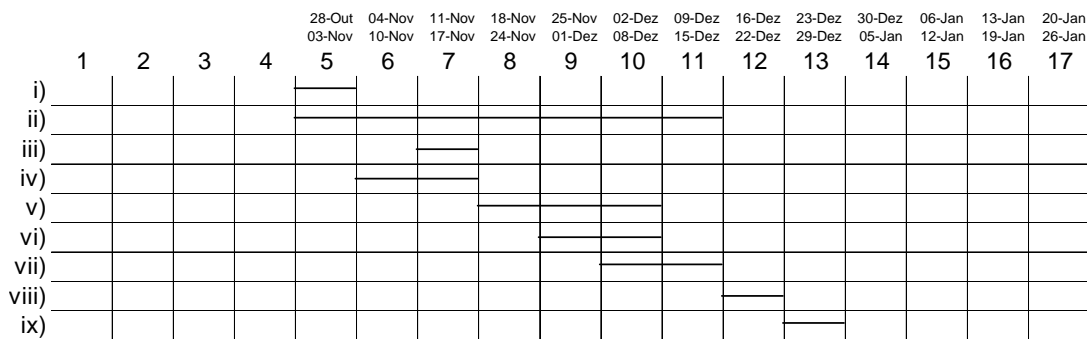 28-Out 04-Nov 11-Nov 18-Nov 25-Nov 02-Dez 09-Dez 16-Dez 23-Dez 30-Dez 06-Jan 13-Jan 20-Jan
03-Nov 10-Nov 17-Nov 24-Nov 01-Dez 08-Dez 15-Dez 22-Dez 29-Dez 05-Jan 12-Jan 19-Jan 26-Jan
1 2 3 4 5 6 7 8 9 10 11 12 13 14 15 16 17
i)
ii)
iii)
iv)
v)
vi)
vii)
viii)
ix)